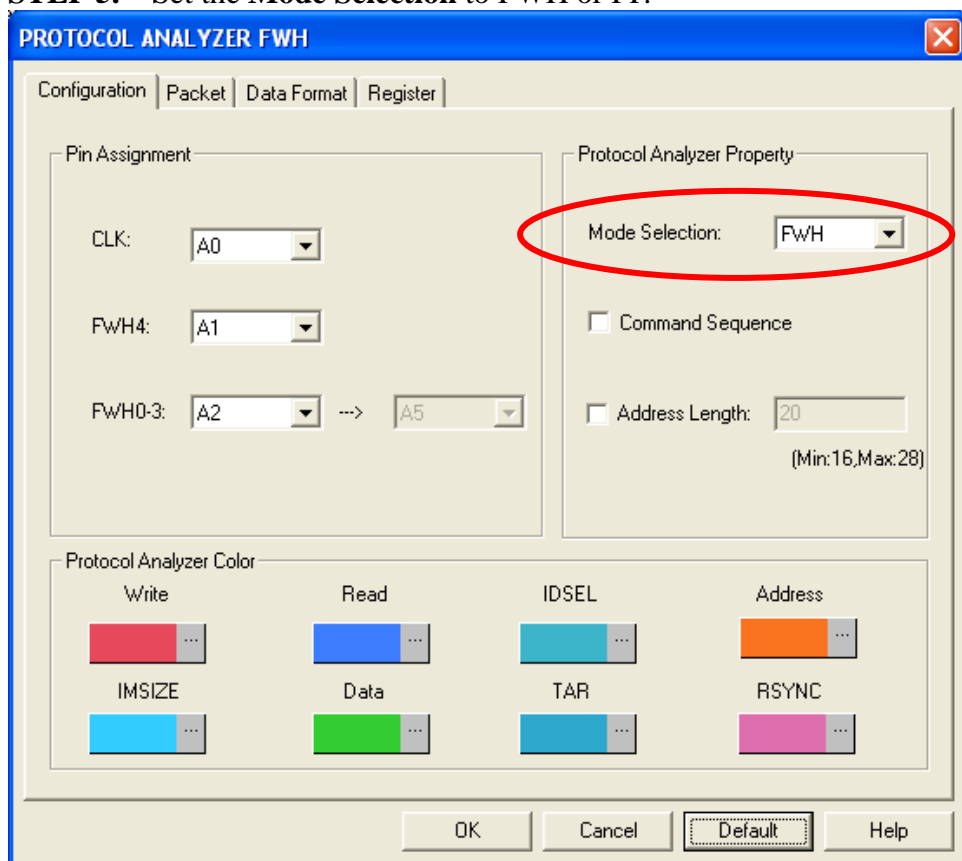 STEP 3. Set the Mode Selection to FWH or PP.
PROTOCOL ANALYZER FWH
Configuration Packet Data Format Register
Pin Assignment
CLK: A0
FWH4: A1
FWH0-3: A2 ---> A5
Protocol Analyzer Property
Mode Selection: FWH
Command Sequence
Address Length: 20
(Min:16,Max:28)
Protocol Analyzer Color
Write Read IDSEL Address
... ... ... ...
IMSIZE Data TAR RSYNC
... ... ... ...
OK Cancel Default Help